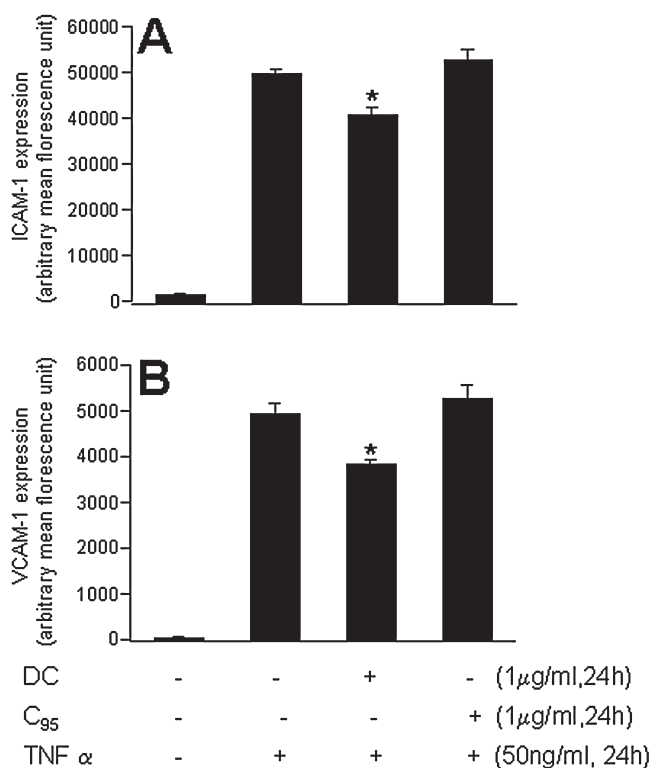 A
ICAM-1 expression
(arbitrary mean florescence unit)
60000
50000
40000
30000
20000
10000
0
*
B
VCAM-1 expression
(arbitrary mean florescence unit)
6000
5000
4000
3000
2000
1000
0
*
DC - - + - (1µg/ml,24h)
C95 - - - + (1µg/ml,24h)
TNF α - + + + (50ng/ml, 24h)